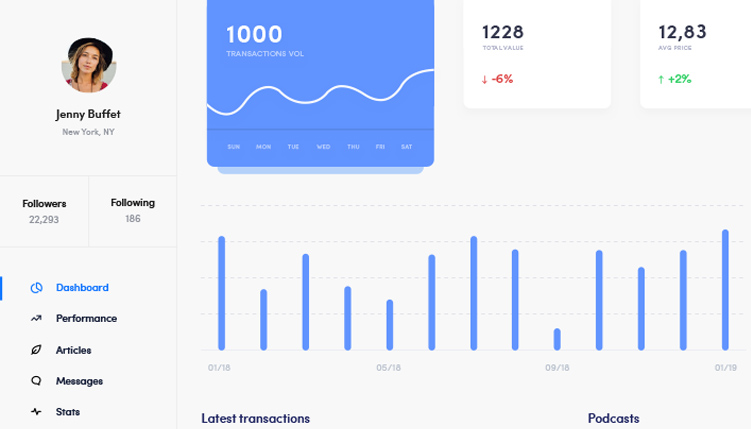 Jenny Buffet
New York, NY
Followers
22,293
Following
186
Dashboard
Performance
Articles
Messages
Stats
1000
TRANSACTIONS VOL
SUN MON TUE WED THU FRI SAT
1228
TOTAL VALUE
↓ -6%
12,83
AVG PRICE
↑ +2%
01/18 05/18 09/18 01/19
Latest transactions
Podcasts